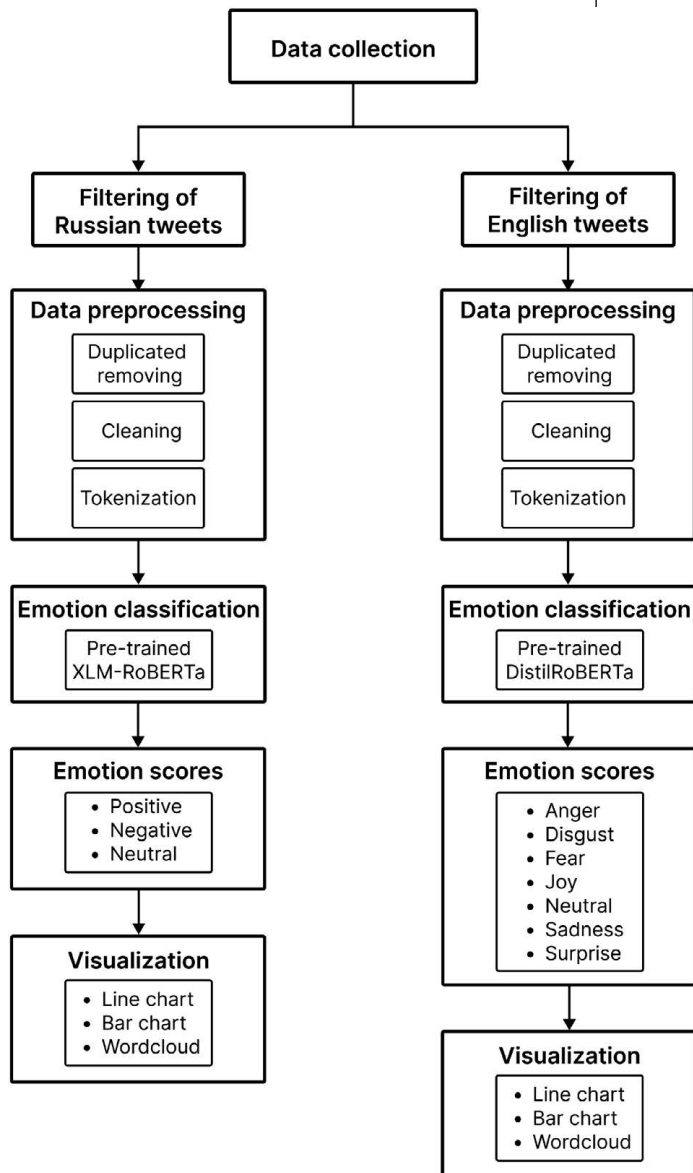 Data collection
Filtering of
Russian tweets
Data preprocessing
Duplicated
removing
Cleaning
Tokenization
Emotion classification
Pre-trained
XLM-RoBERTa
Emotion scores
• Positive
• Negative
• Neutral
Visualization
• Line chart
• Bar chart
• Wordcloud
Filtering of
English tweets
Data preprocessing
Duplicated
removing
Cleaning
Tokenization
Emotion classification
Pre-trained
DistilRoBERTa
Emotion scores
• Anger
• Disgust
• Fear
• Joy
• Neutral
• Sadness
• Surprise
Visualization
• Line chart
• Bar chart
• Wordcloud